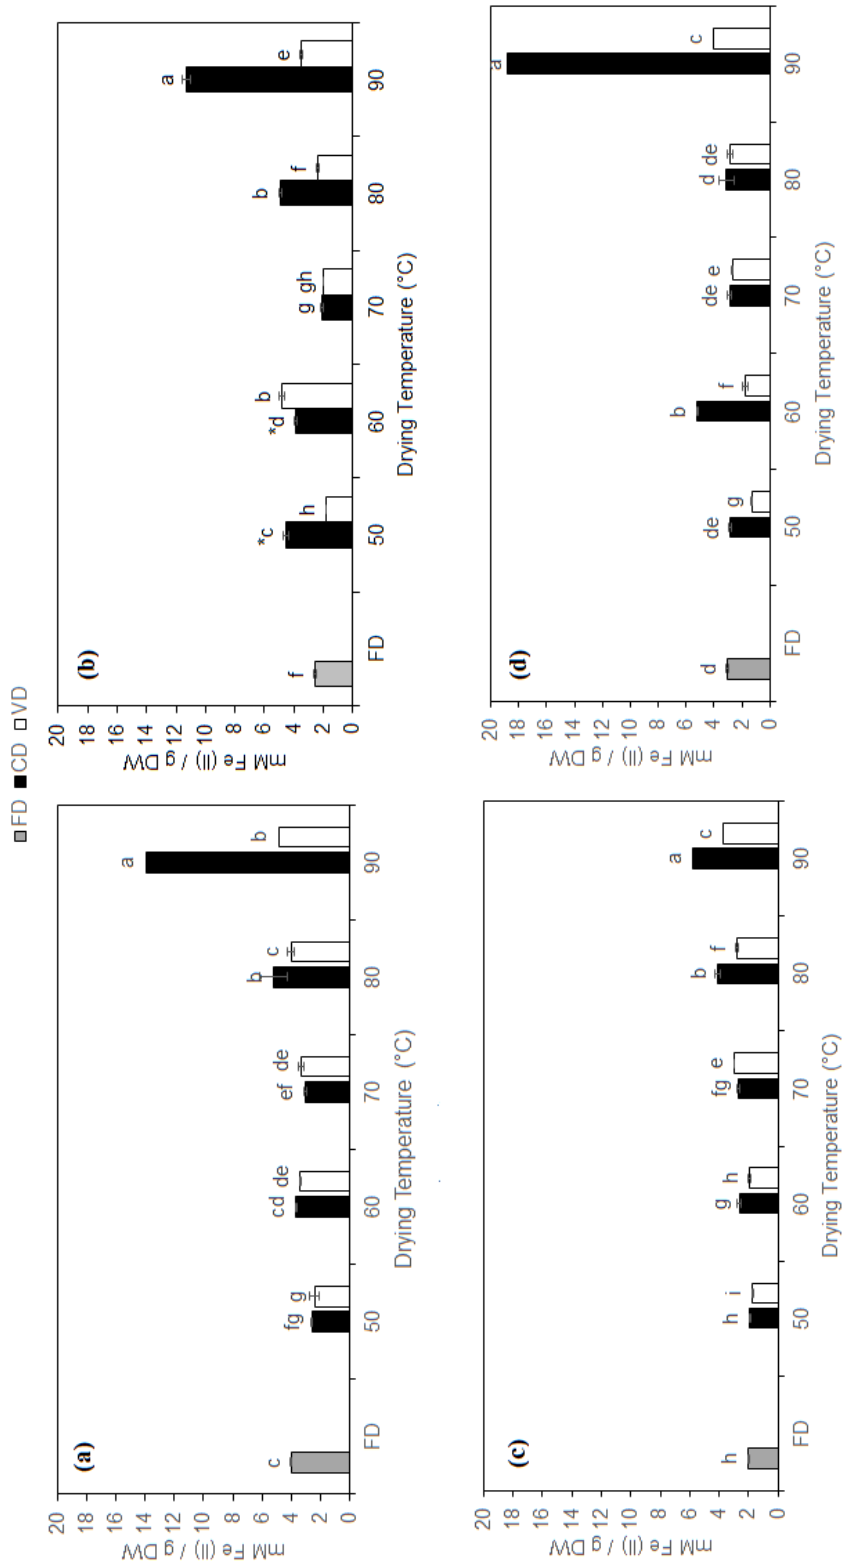 FD CD VD
(a)
20
18
16
14
12
10
8
6
4
2
0
mM Fe (II) / g DW
c
fg g
cd de
ef de
b c
a b
FD 50 60 70 80 90
Drying Temperature (°C)
(b)
20
18
16
14
12
10
8
6
4
2
0
mM Fe (II) / g DW
f
*c h
*d b
g gh
b f
a e
FD 50 60 70 80 90
Drying Temperature (°C)
(c)
20
18
16
14
12
10
8
6
4
2
0
mM Fe (II) / g DW
h
h i
g h
fg e
b f
a c
FD 50 60 70 80 90
Drying Temperature (°C)
(d)
20
18
16
14
12
10
8
6
4
2
0
mM Fe (II) / g DW
d
de g
b f
de e
d de
a c
FD 50 60 70 80 90
Drying Temperature (°C)